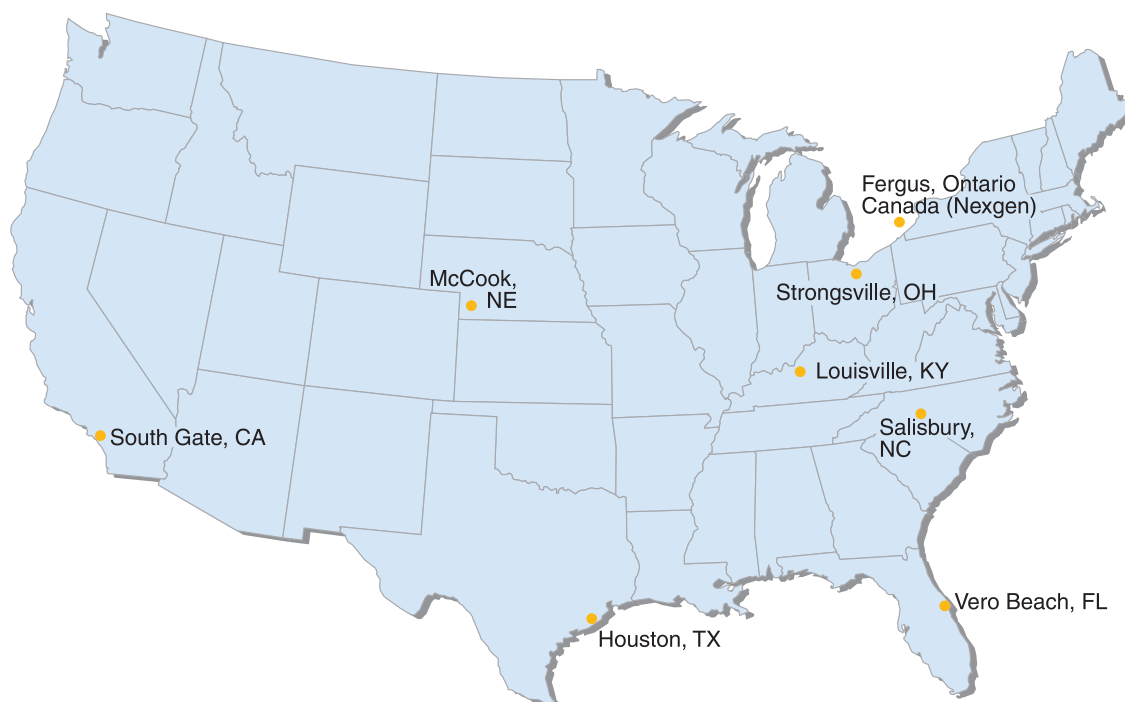 Fergus, Ontario
Canada (Nexgen)
McCook,
NE
Strongsville, OH
Louisville, KY
Salisbury,
NC
South Gate, CA
Vero Beach, FL
Houston, TX